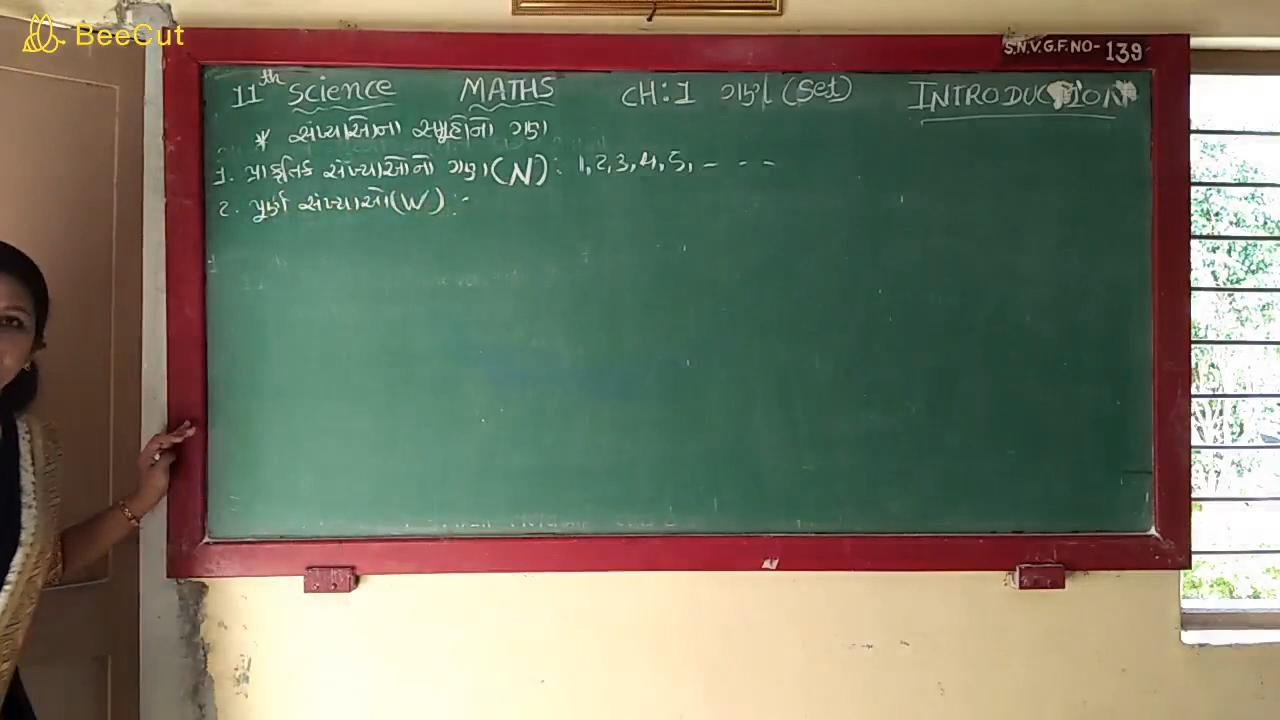 BeeCut
S.N.V.G.F.NO- 139
11th Science MATHS CH:1 ગણ (Set) INTRODUCTION
* સંખ્યાઓના સમૂહોનો ગણ
1. પ્રાકૃતિક સંખ્યાઓનો ગણ (N) : 1, 2, 3, 4, 5, - - -
2. પૂર્ણ સંખ્યાઓ (W) :-